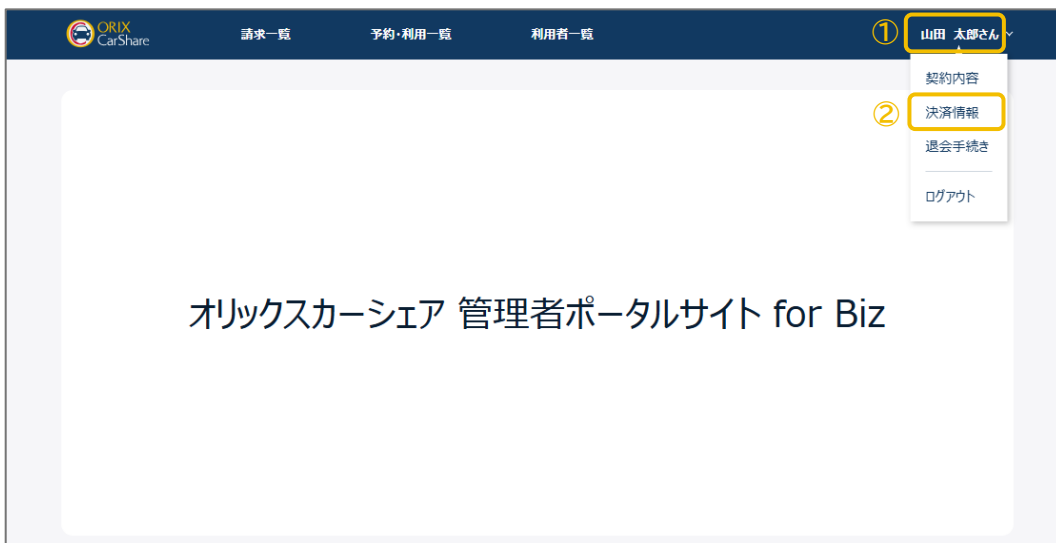 ORIX
CarShare
請求一覧
予約・利用一覧
利用者一覧
①
山田 太郎さん
契約内容
②
決済情報
退会手続き
ログアウト
オリックスカーシェア 管理者ポータルサイト for Biz